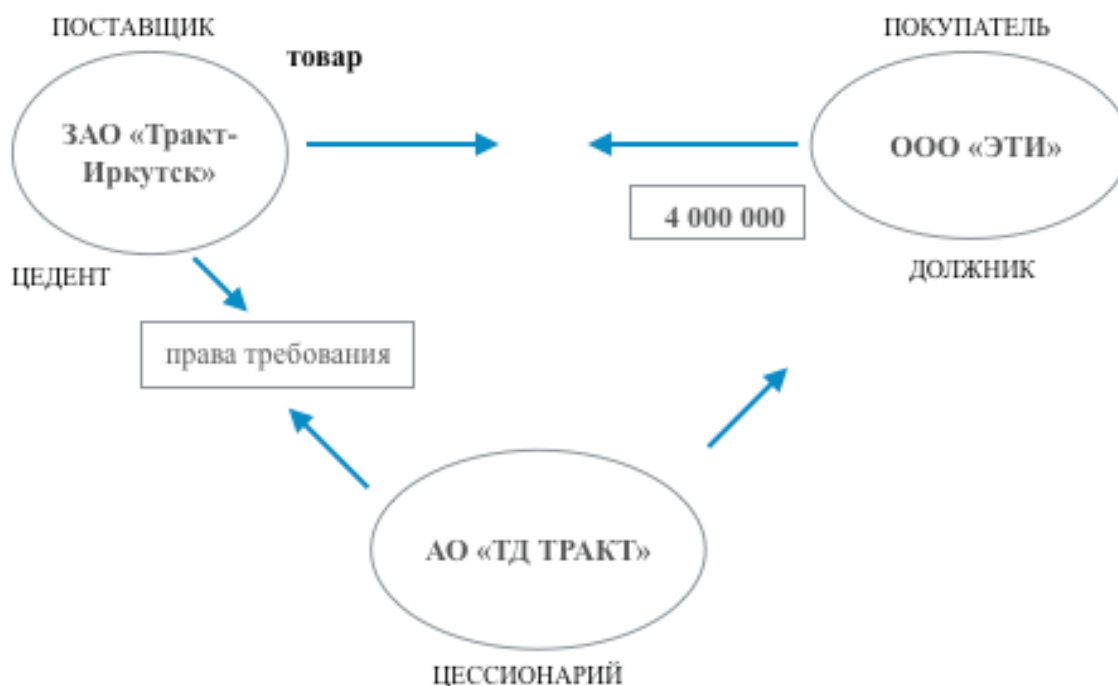 ПОСТАВЩИК
ПОКУПАТЕЛЬ
товар
ЗАО «Тракт-
Иркутск»
ООО «ЭТИ»
4 000 000
ЦЕДЕНТ
ДОЛЖНИК
права требования
АО «ТД ТРАКТ»
ЦЕССИОНАРИЙ